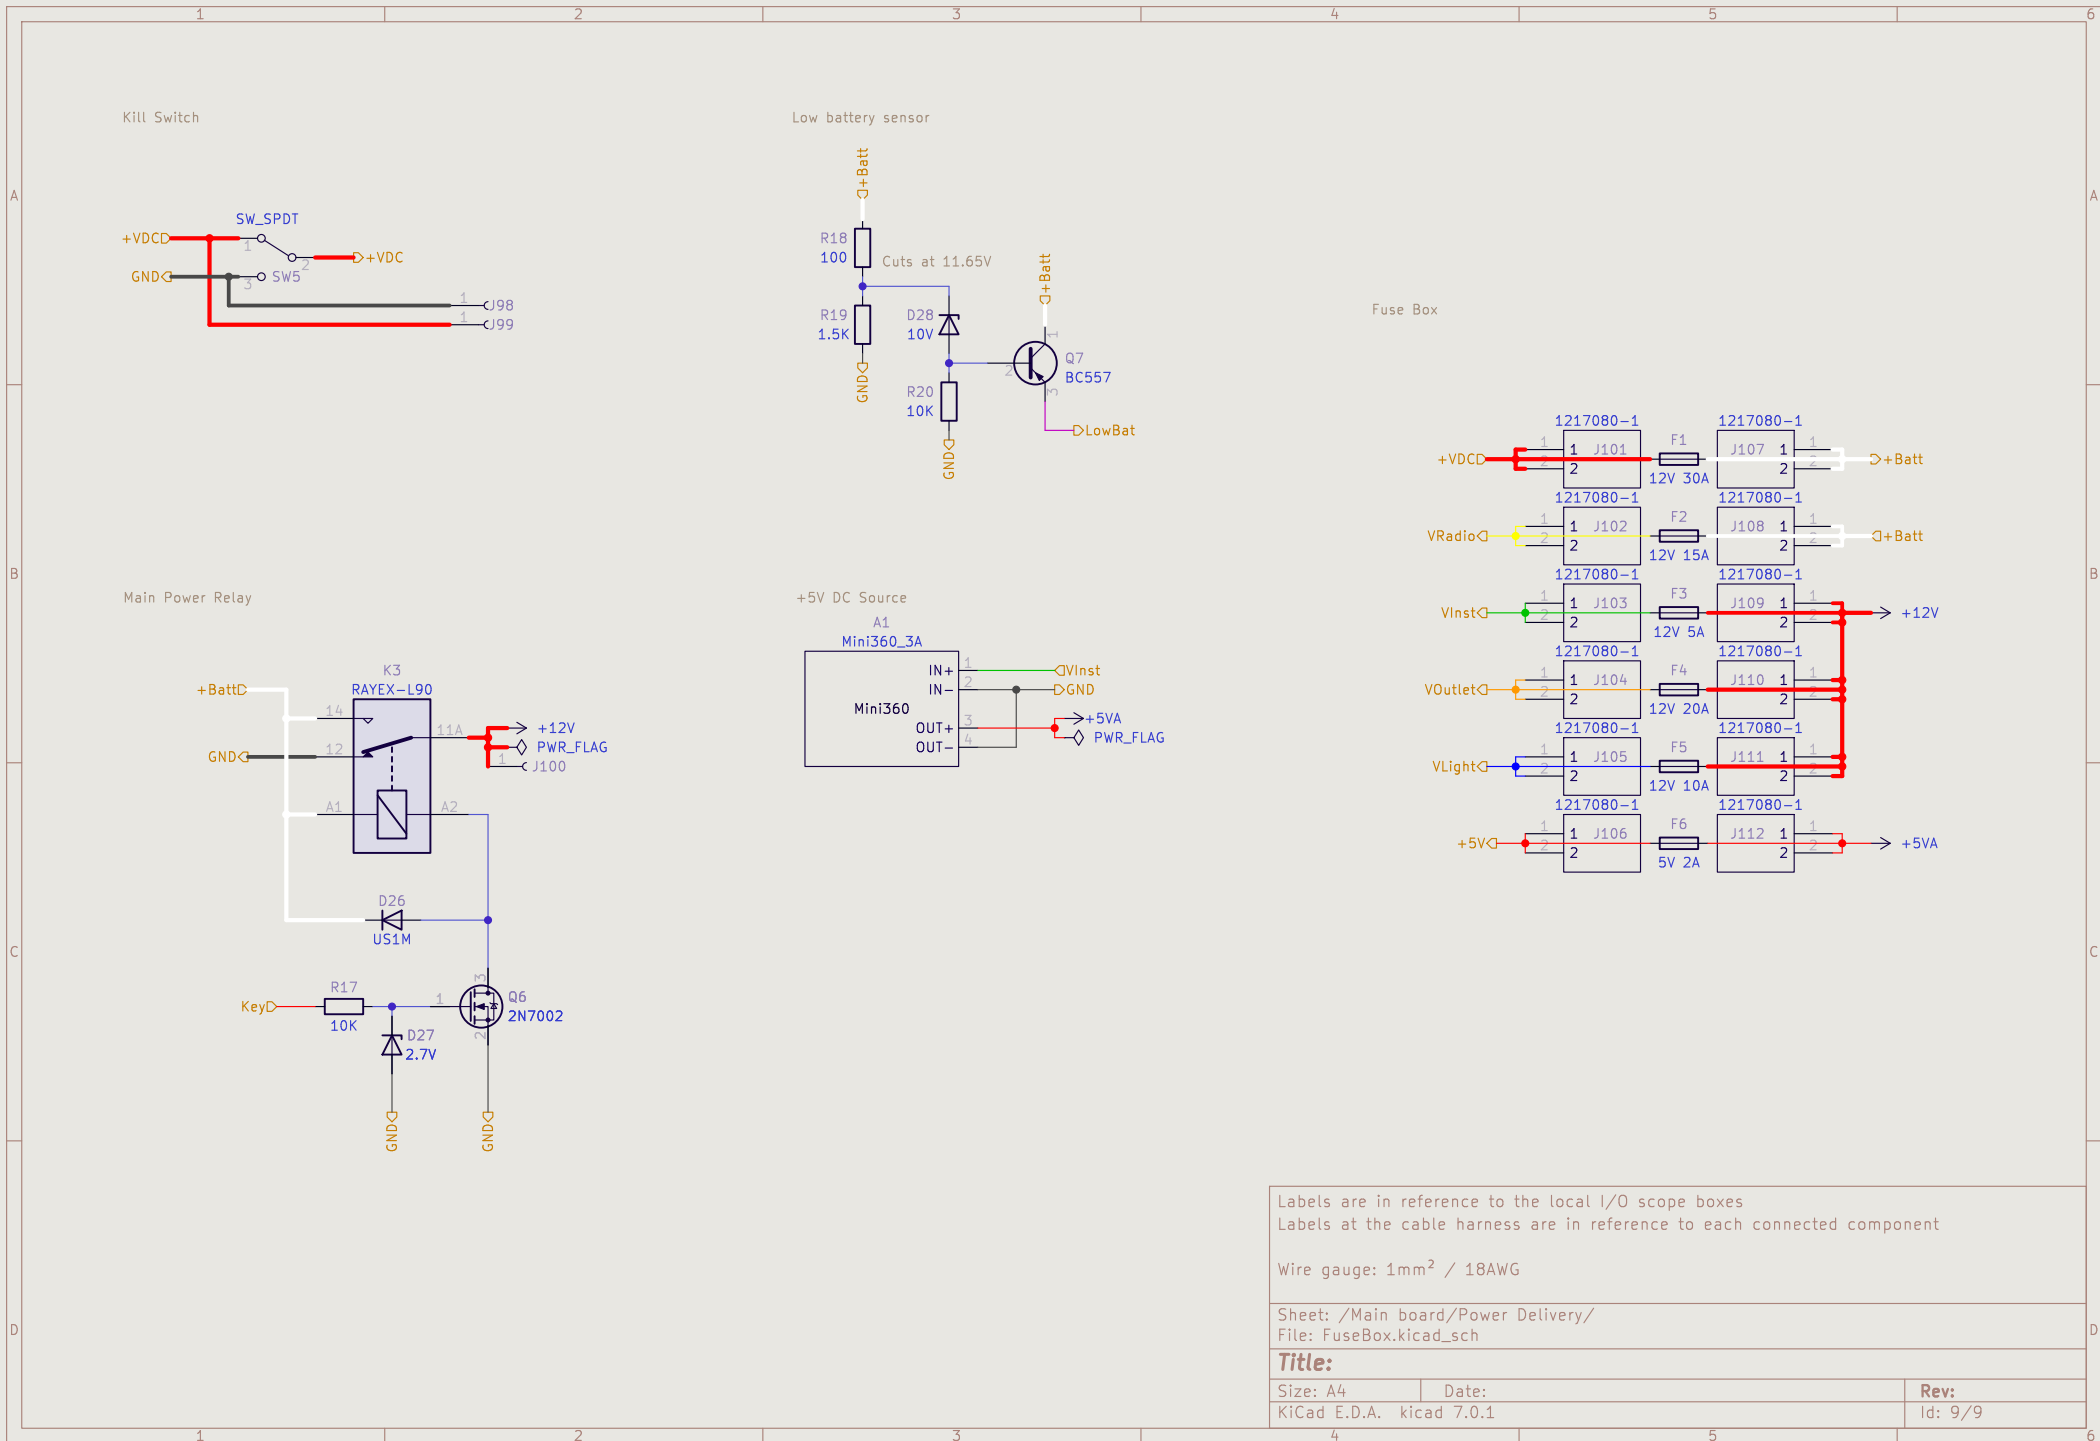 1 2 3 4 5 6
A A
B B
C C
D D
Kill Switch
SW_SPDT
+VDC
1
2
+VDC
GND
3
SW5
1
J98
1
J99
Low battery sensor
+Batt
R18
100
Cuts at 11.65V
+Batt
R19
1.5K
D28
10V
1
Q7
2
BC557
3
GND
R20
10K
LowBat
GND
Main Power Relay
K3
RAYEX-L90
+Batt
14
11A
+12V
PWR_FLAG
12
GND
1
J100
A1
A2
D26
US1M
3
R17
Q6
Key
1
2N7002
10K
D27
2
2.7V
GND
GND
+5V DC Source
A1
Mini360_3A
IN+
1
VInst
IN-
2
GND
Mini360
+5VA
OUT+
3
PWR_FLAG
OUT-
4
Fuse Box
1217080-1 1217080-1
+VDC
1 1 J101 F1 J107 1 1
2 2 2 2
+Batt
12V 30A
1217080-1 1217080-1
VRadio
1 1 J102 F2 J108 1 1
2 2 2 2
+Batt
12V 15A
1217080-1 1217080-1
VInst
1 1 J103 F3 J109 1 1
2 2 2 2
+12V
12V 5A
1217080-1 1217080-1
VOutlet
1 1 J104 F4 J110 1 1
2 2 2 2
12V 20A
1217080-1 1217080-1
VLight
1 1 J105 F5 J111 1 1
2 2 2 2
12V 10A
1217080-1 1217080-1
+5V
1 1 J106 F6 J112 1 1
2 2 2 2
+5VA
5V 2A
Labels are in reference to the local I/O scope boxes
Labels at the cable harness are in reference to each connected component
Wire gauge: 1mm² / 18AWG
Sheet: /Main board/Power Delivery/
File: FuseBox.kicad_sch
Title:
Size: A4 Date: Rev:
KiCad E.D.A. kicad 7.0.1 Id: 9/9
1 2 3 4 5 6